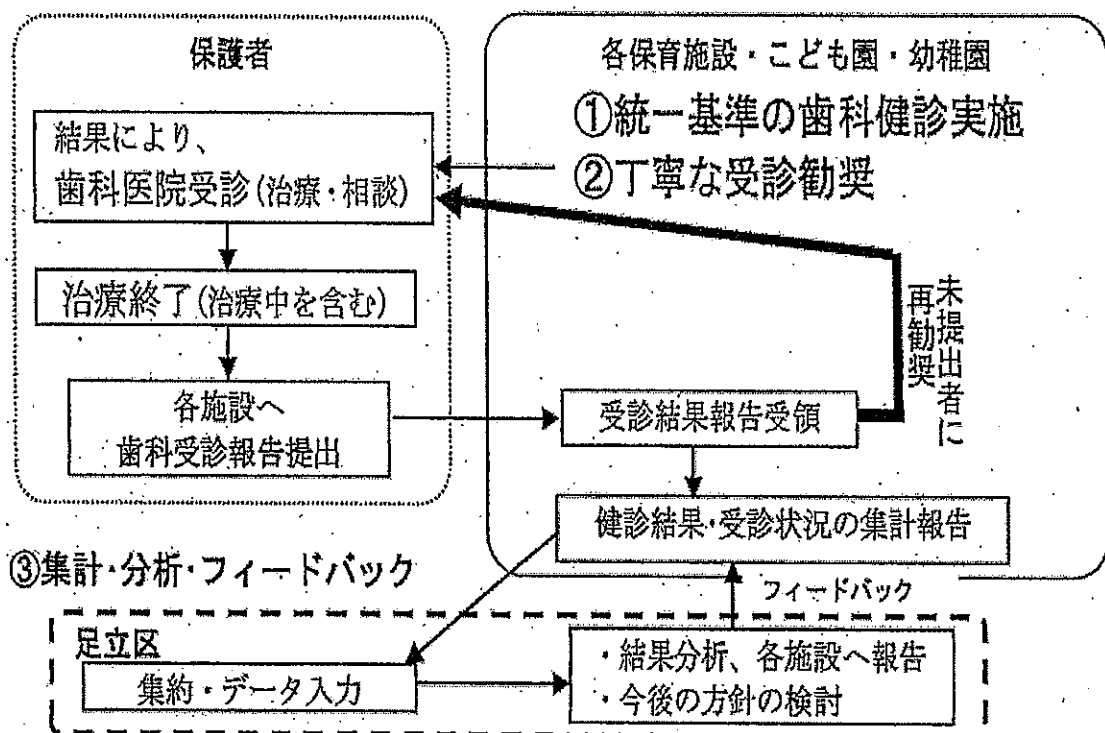 保護者
結果により、
歯科医院受診(治療・相談)
治療終了(治療中を含む)
各施設へ
歯科受診報告提出
各保育施設・こども園・幼稚園
①統一基準の歯科健診実施
②丁寧な受診勧奨
未提出者に
再勧奨
受診結果報告受領
健診結果・受診状況の集計報告
③集計・分析・フィードバック
フィードバック
足立区
集約・データ入力
・結果分析、各施設へ報告
・今後の方針の検討